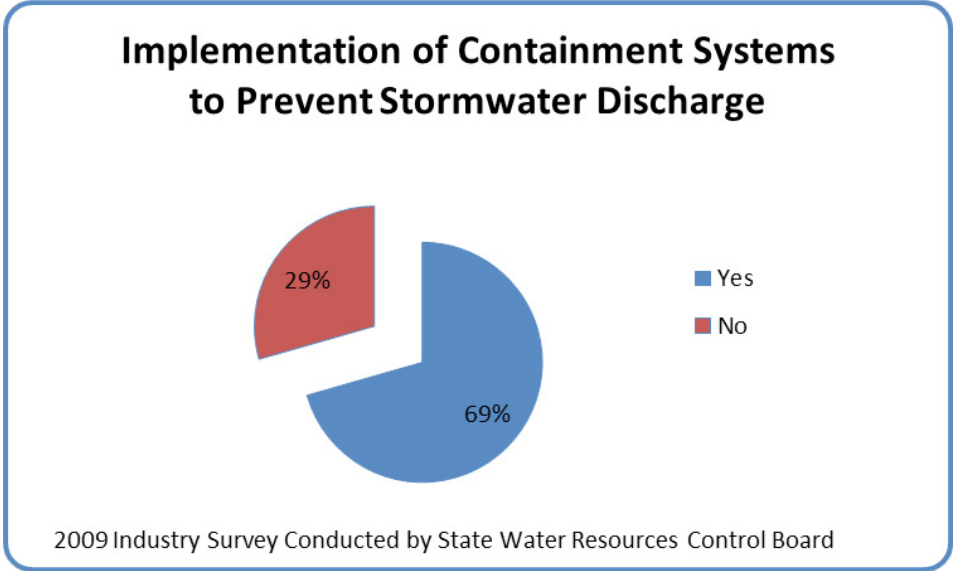 Implementation of Containment Systems
to Prevent Stormwater Discharge
29%
69%
Yes
No
2009 Industry Survey Conducted by State Water Resources Control Board